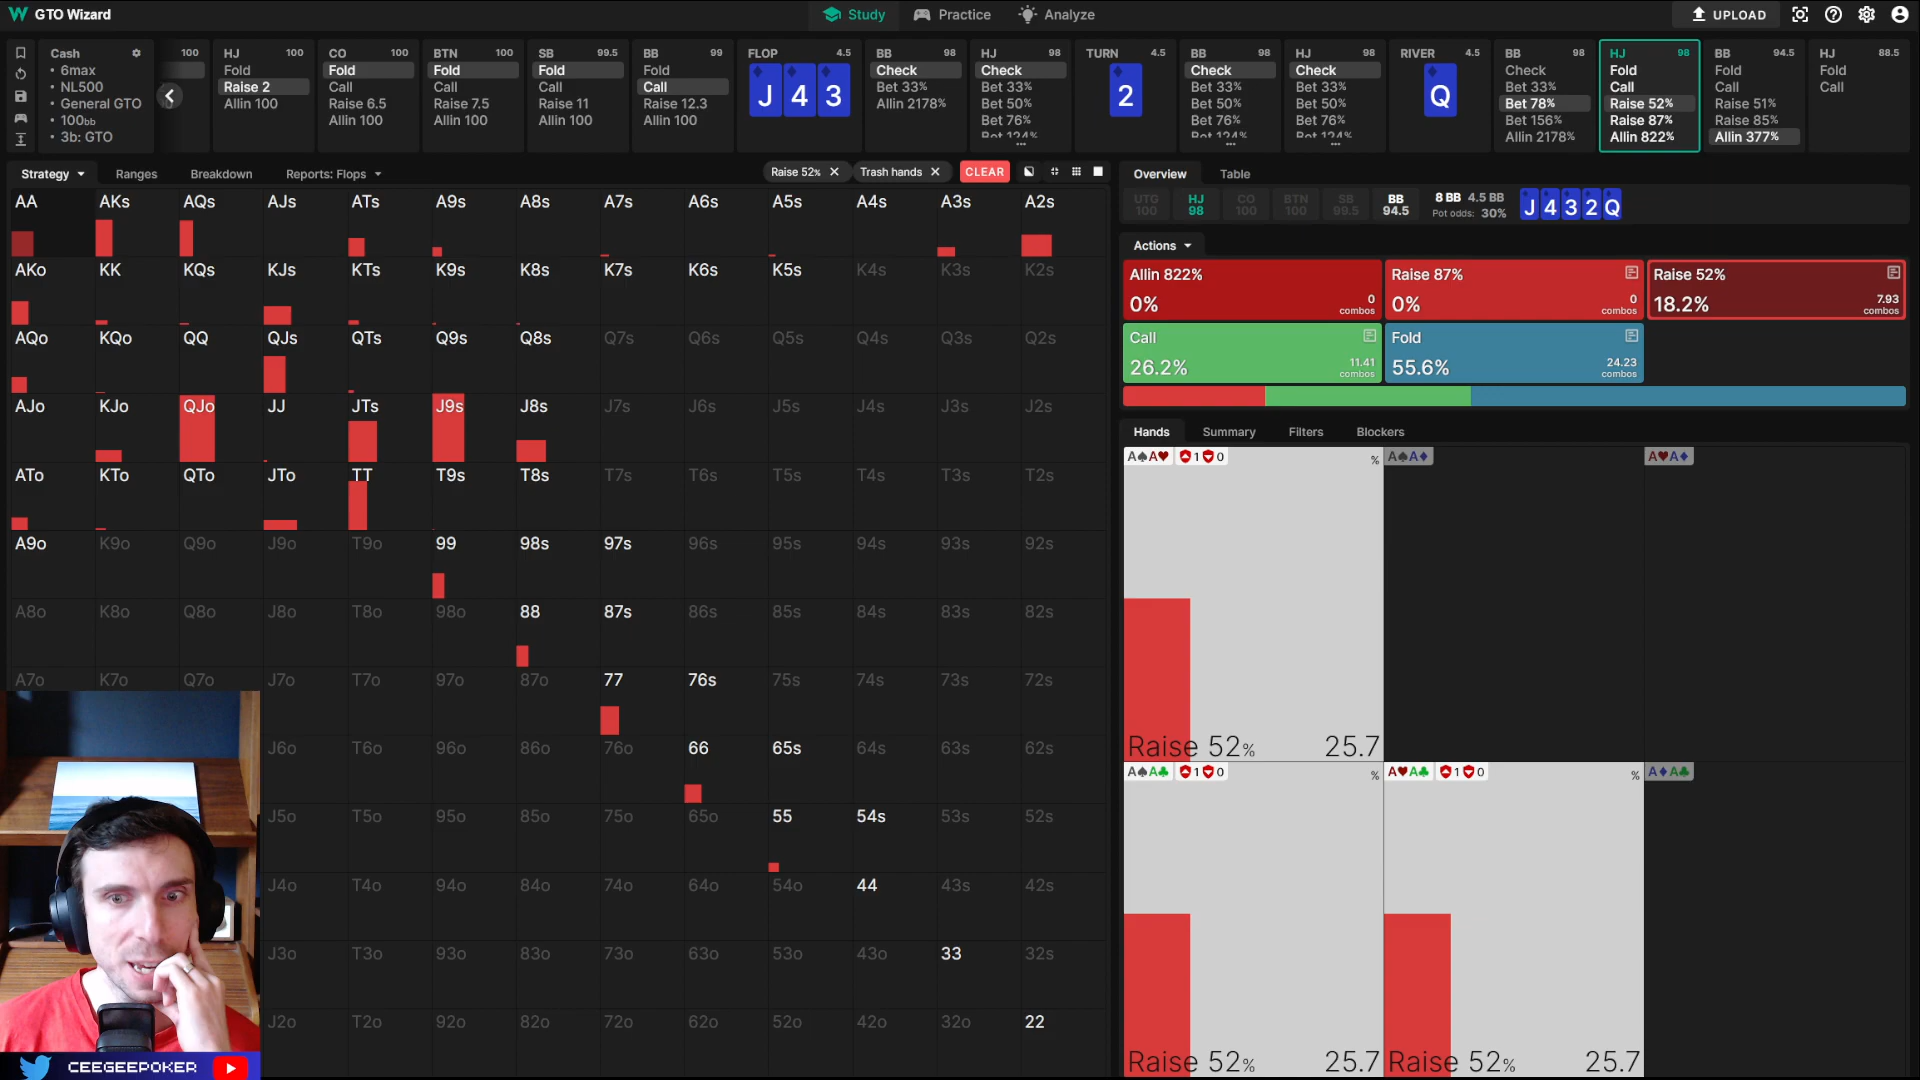 GTO Wizard
Study
Practice
Analyze
UPLOAD
Cash
6max
NL500
General GTO
100bb
3b: GTO
100
HJ 100
Fold
Raise 2
Allin 100
CO 100
Fold
Call
Raise 6.5
Allin 100
BTN 100
Fold
Call
Raise 7.5
Allin 100
SB 99.5
Fold
Call
Raise 11
Allin 100
BB 99
Fold
Call
Raise 12.3
Allin 100
FLOP 4.5
J 4 3
BB 98
Check
Bet 33%
Allin 2178%
HJ 98
Check
Bet 33%
Bet 50%
Bet 76%
Bet 124%
...
TURN 4.5
2
BB 98
Check
Bet 33%
Bet 50%
Bet 76%
Bet 124%
...
HJ 98
Check
Bet 33%
Bet 50%
Bet 76%
Bet 124%
...
RIVER 4.5
Q
BB 98
Check
Bet 33%
Bet 78%
Bet 156%
Allin 2178%
HJ 98
Fold
Call
Raise 52%
Raise 87%
Allin 822%
BB 94.5
Fold
Call
Raise 51%
Raise 85%
Allin 377%
HJ 88.5
Fold
Call
Strategy
Ranges
Breakdown
Reports: Flops
Raise 52%
Trash hands
CLEAR
AA AKs AQs AJs ATs A9s A8s A7s A6s A5s A4s A3s A2s
AKo KK KQs KJs KTs K9s K8s K7s K6s K5s K4s K3s K2s
AQo KQo QQ QJs QTs Q9s Q8s Q7s Q6s Q5s Q4s Q3s Q2s
AJo KJo QJo JJ JTs J9s J8s J7s J6s J5s J4s J3s J2s
ATo KTo QTo JTo TT T9s T8s T7s T6s T5s T4s T3s T2s
A9o K9o Q9o J9o T9o 99 98s 97s 96s 95s 94s 93s 92s
A8o K8o Q8o J8o T8o 98o 88 87s 86s 85s 84s 83s 82s
A7o K7o Q7o J7o T7o 97o 87o 77 76s 75s 74s 73s 72s
J6o T6o 96o 86o 76o 66 65s 64s 63s 62s
J5o T5o 95o 85o 75o 65o 55 54s 53s 52s
J4o T4o 94o 84o 74o 64o 54o 44 43s 42s
J3o T3o 93o 83o 73o 63o 53o 43o 33 32s
J2o T2o 92o 82o 72o 62o 52o 42o 32o 22
CEEGEEPOKER
Overview
Table
UTG 100
HJ 98
CO 100
BTN 100
SB 99.5
BB 94.5
8 BB 4.5 BB
Pot odds: 30%
J 4 3 2 Q
Actions
Allin 822%
0%
0 combos
Raise 87%
0%
0 combos
Raise 52%
18.2%
7.93 combos
Call
26.2%
11.41 combos
Fold
55.6%
24.23 combos
Hands
Summary
Filters
Blockers
A♠A♥ 1 0 %
A♠A♦
A♥A♦
Raise 52% 25.7
A♠A♣ 1 0 %
A♥A♣ 1 0 %
A♦A♣
Raise 52% 25.7
Raise 52% 25.7